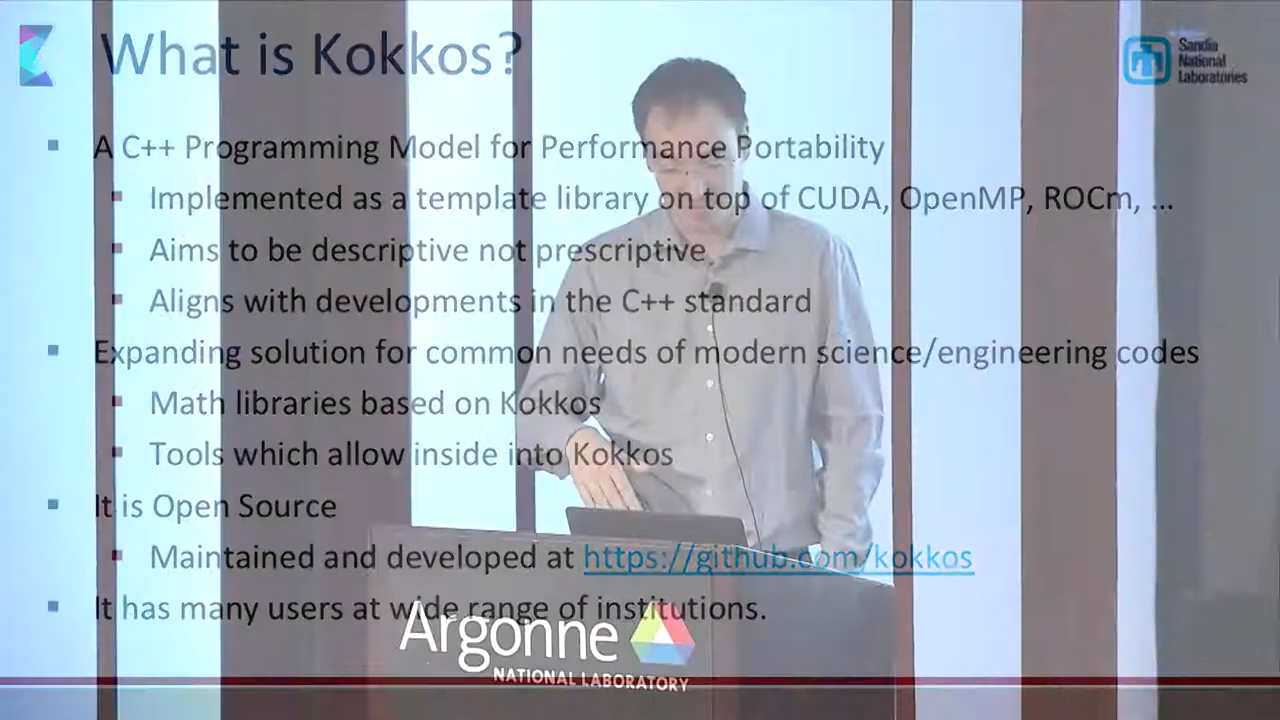 What is Kokkos?
Sandia
National
Laboratories
A C++ Programming Model for Performance Portability
Implemented as a template library on top of CUDA, OpenMP, ROCm, …
Aims to be descriptive not prescriptive
Aligns with developments in the C++ standard
Expanding solution for common needs of modern science/engineering codes
Math libraries based on Kokkos
Tools which allow inside into Kokkos
It is Open Source
Maintained and developed at https://github.com/kokkos
It has many users at wide range of institutions.
Argonne
NATIONAL LABORATORY